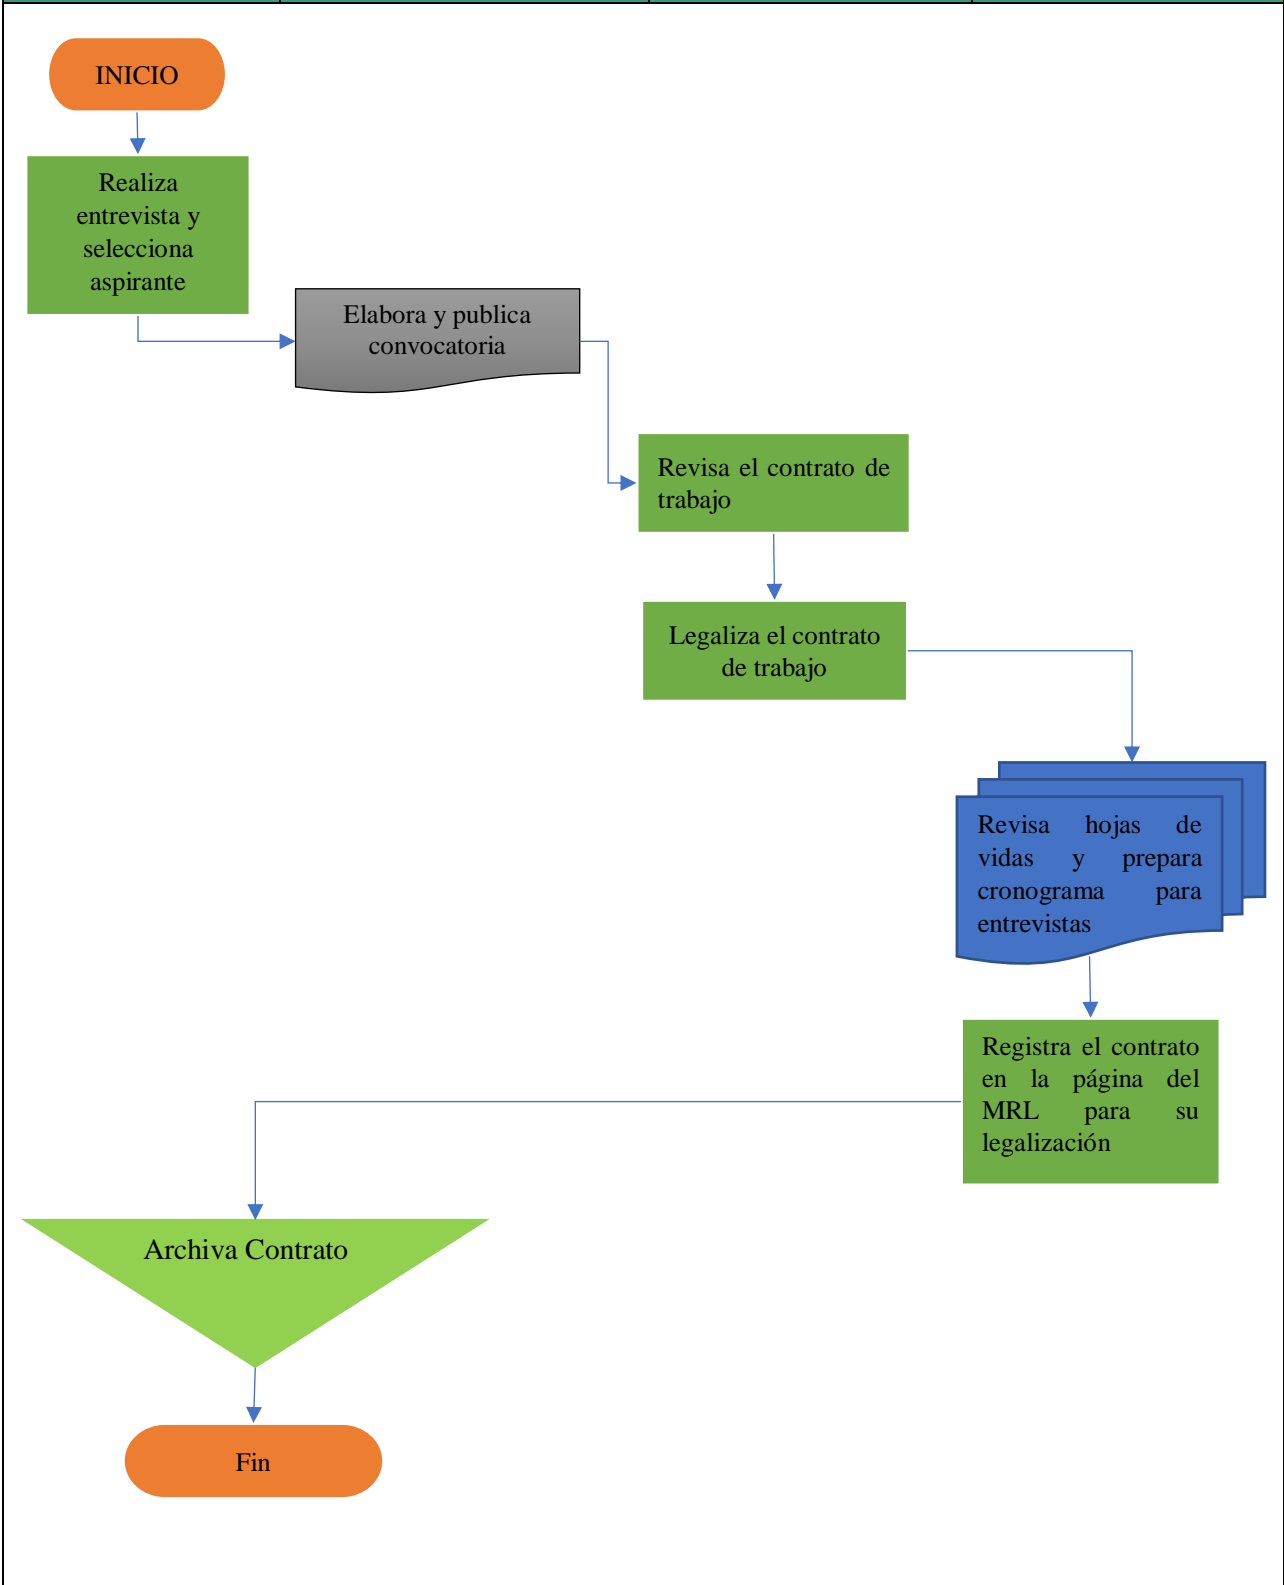 INICIO
Realiza
entrevista y
selecciona
aspirante
Elabora y publica
convocatoria
Revisa el contrato de
trabajo
Legaliza el contrato
de trabajo
Revisa hojas de
vidas y prepara
cronograma para
entrevistas
Registra el contrato
en la página del
MRL para su
legalización
Archiva Contrato
Fin